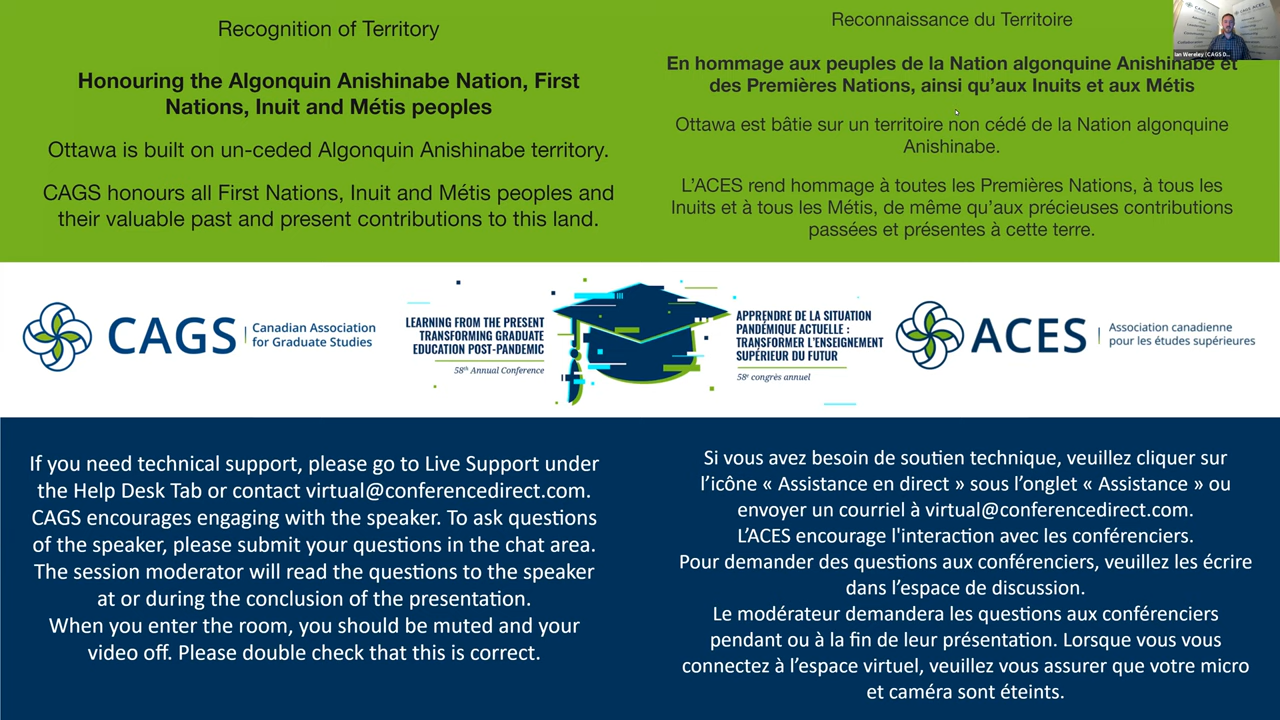 Recognition of Territory
Honouring the Algonquin Anishinabe Nation, First
Nations, Inuit and Métis peoples
Ottawa is built on un-ceded Algonquin Anishinabe territory.
CAGS honours all First Nations, Inuit and Métis peoples and
their valuable past and present contributions to this land.
Reconnaissance du Territoire
En hommage aux peuples de la Nation algonquine Anishinabe et
des Premières Nations, ainsi qu'aux Inuits et aux Métis
Ottawa est bâtie sur un territoire non cédé de la Nation algonquine
Anishinabe.
L'ACES rend hommage à toutes les Premières Nations, à tous les
Inuits et à tous les Métis, de même qu'aux précieuses contributions
passées et présentes à cette terre.
CAGS ACES
Ian Wereley (CAGS D...
CAGS
Canadian Association
for Graduate Studies
LEARNING FROM THE PRESENT
TRANSFORMING GRADUATE
EDUCATION POST-PANDEMIC
58th Annual Conference
APPRENDRE DE LA SITUATION
PANDÉMIQUE ACTUELLE :
TRANSFORMER L'ENSEIGNEMENT
SUPÉRIEUR DU FUTUR
58e congrès annuel
ACES
Association canadienne
pour les études supérieures
If you need technical support, please go to Live Support under
the Help Desk Tab or contact virtual@conferencedirect.com.
CAGS encourages engaging with the speaker. To ask questions
of the speaker, please submit your questions in the chat area.
The session moderator will read the questions to the speaker
at or during the conclusion of the presentation.
When you enter the room, you should be muted and your
video off. Please double check that this is correct.
Si vous avez besoin de soutien technique, veuillez cliquer sur
l'icône « Assistance en direct » sous l'onglet « Assistance » ou
envoyer un courriel à virtual@conferencedirect.com.
L'ACES encourage l'interaction avec les conférenciers.
Pour demander des questions aux conférenciers, veuillez les écrire
dans l'espace de discussion.
Le modérateur demandera les questions aux conférenciers
pendant ou à la fin de leur présentation. Lorsque vous vous
connectez à l'espace virtuel, veuillez vous assurer que votre micro
et caméra sont éteints.